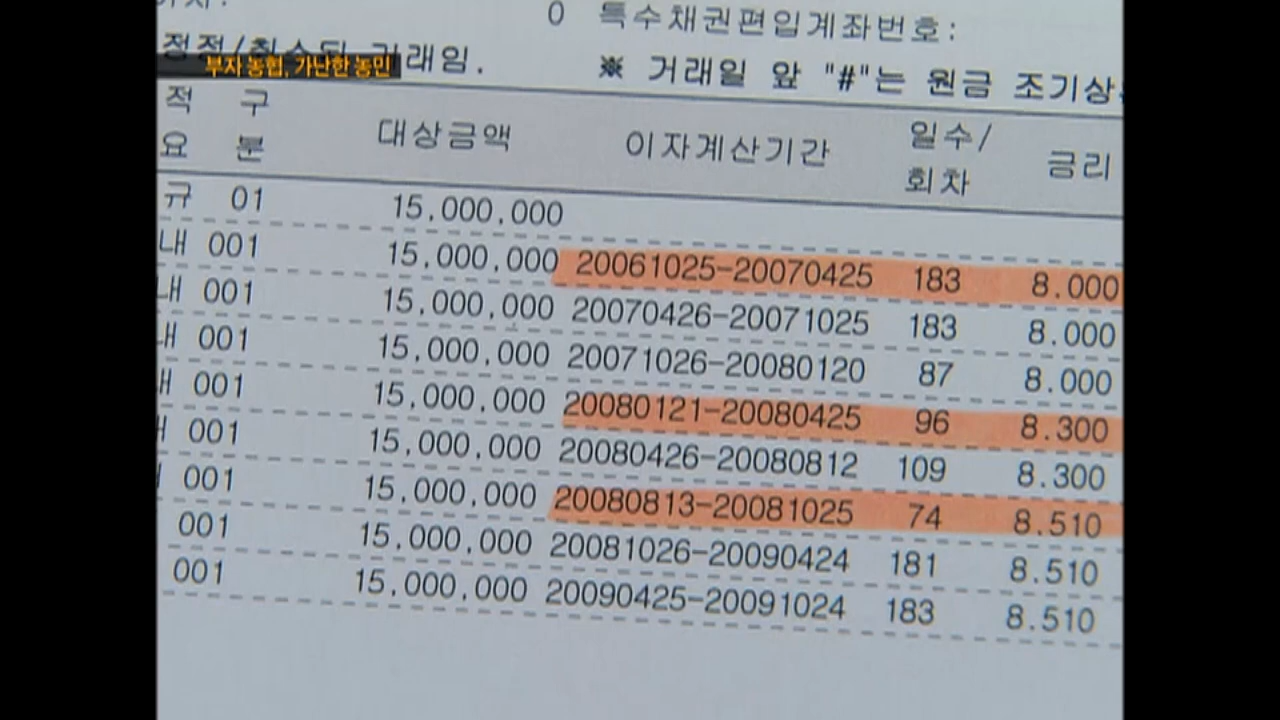 0 특수채권편입계좌번호:
래임.
부자 농협, 가난한 농민
※ 거래일 앞 "#"는 원금 조기상
적 구 대상금액 이자계산기간 일수/ 금리
요 분 회차
규 01 15,000,000
내 001 15,000,000 20061025-20070425 183 8.000
내 001 15,000,000 20070426-20071025 183 8.000
내 001 15,000,000 20071026-20080120 87 8.000
내 001 15,000,000 20080121-20080425 96 8.300
001 15,000,000 20080426-20080812 109 8.300
001 15,000,000 20080813-20081025 74 8.510
001 15,000,000 20081026-20090424 181 8.510
001 15,000,000 20090425-20091024 183 8.510